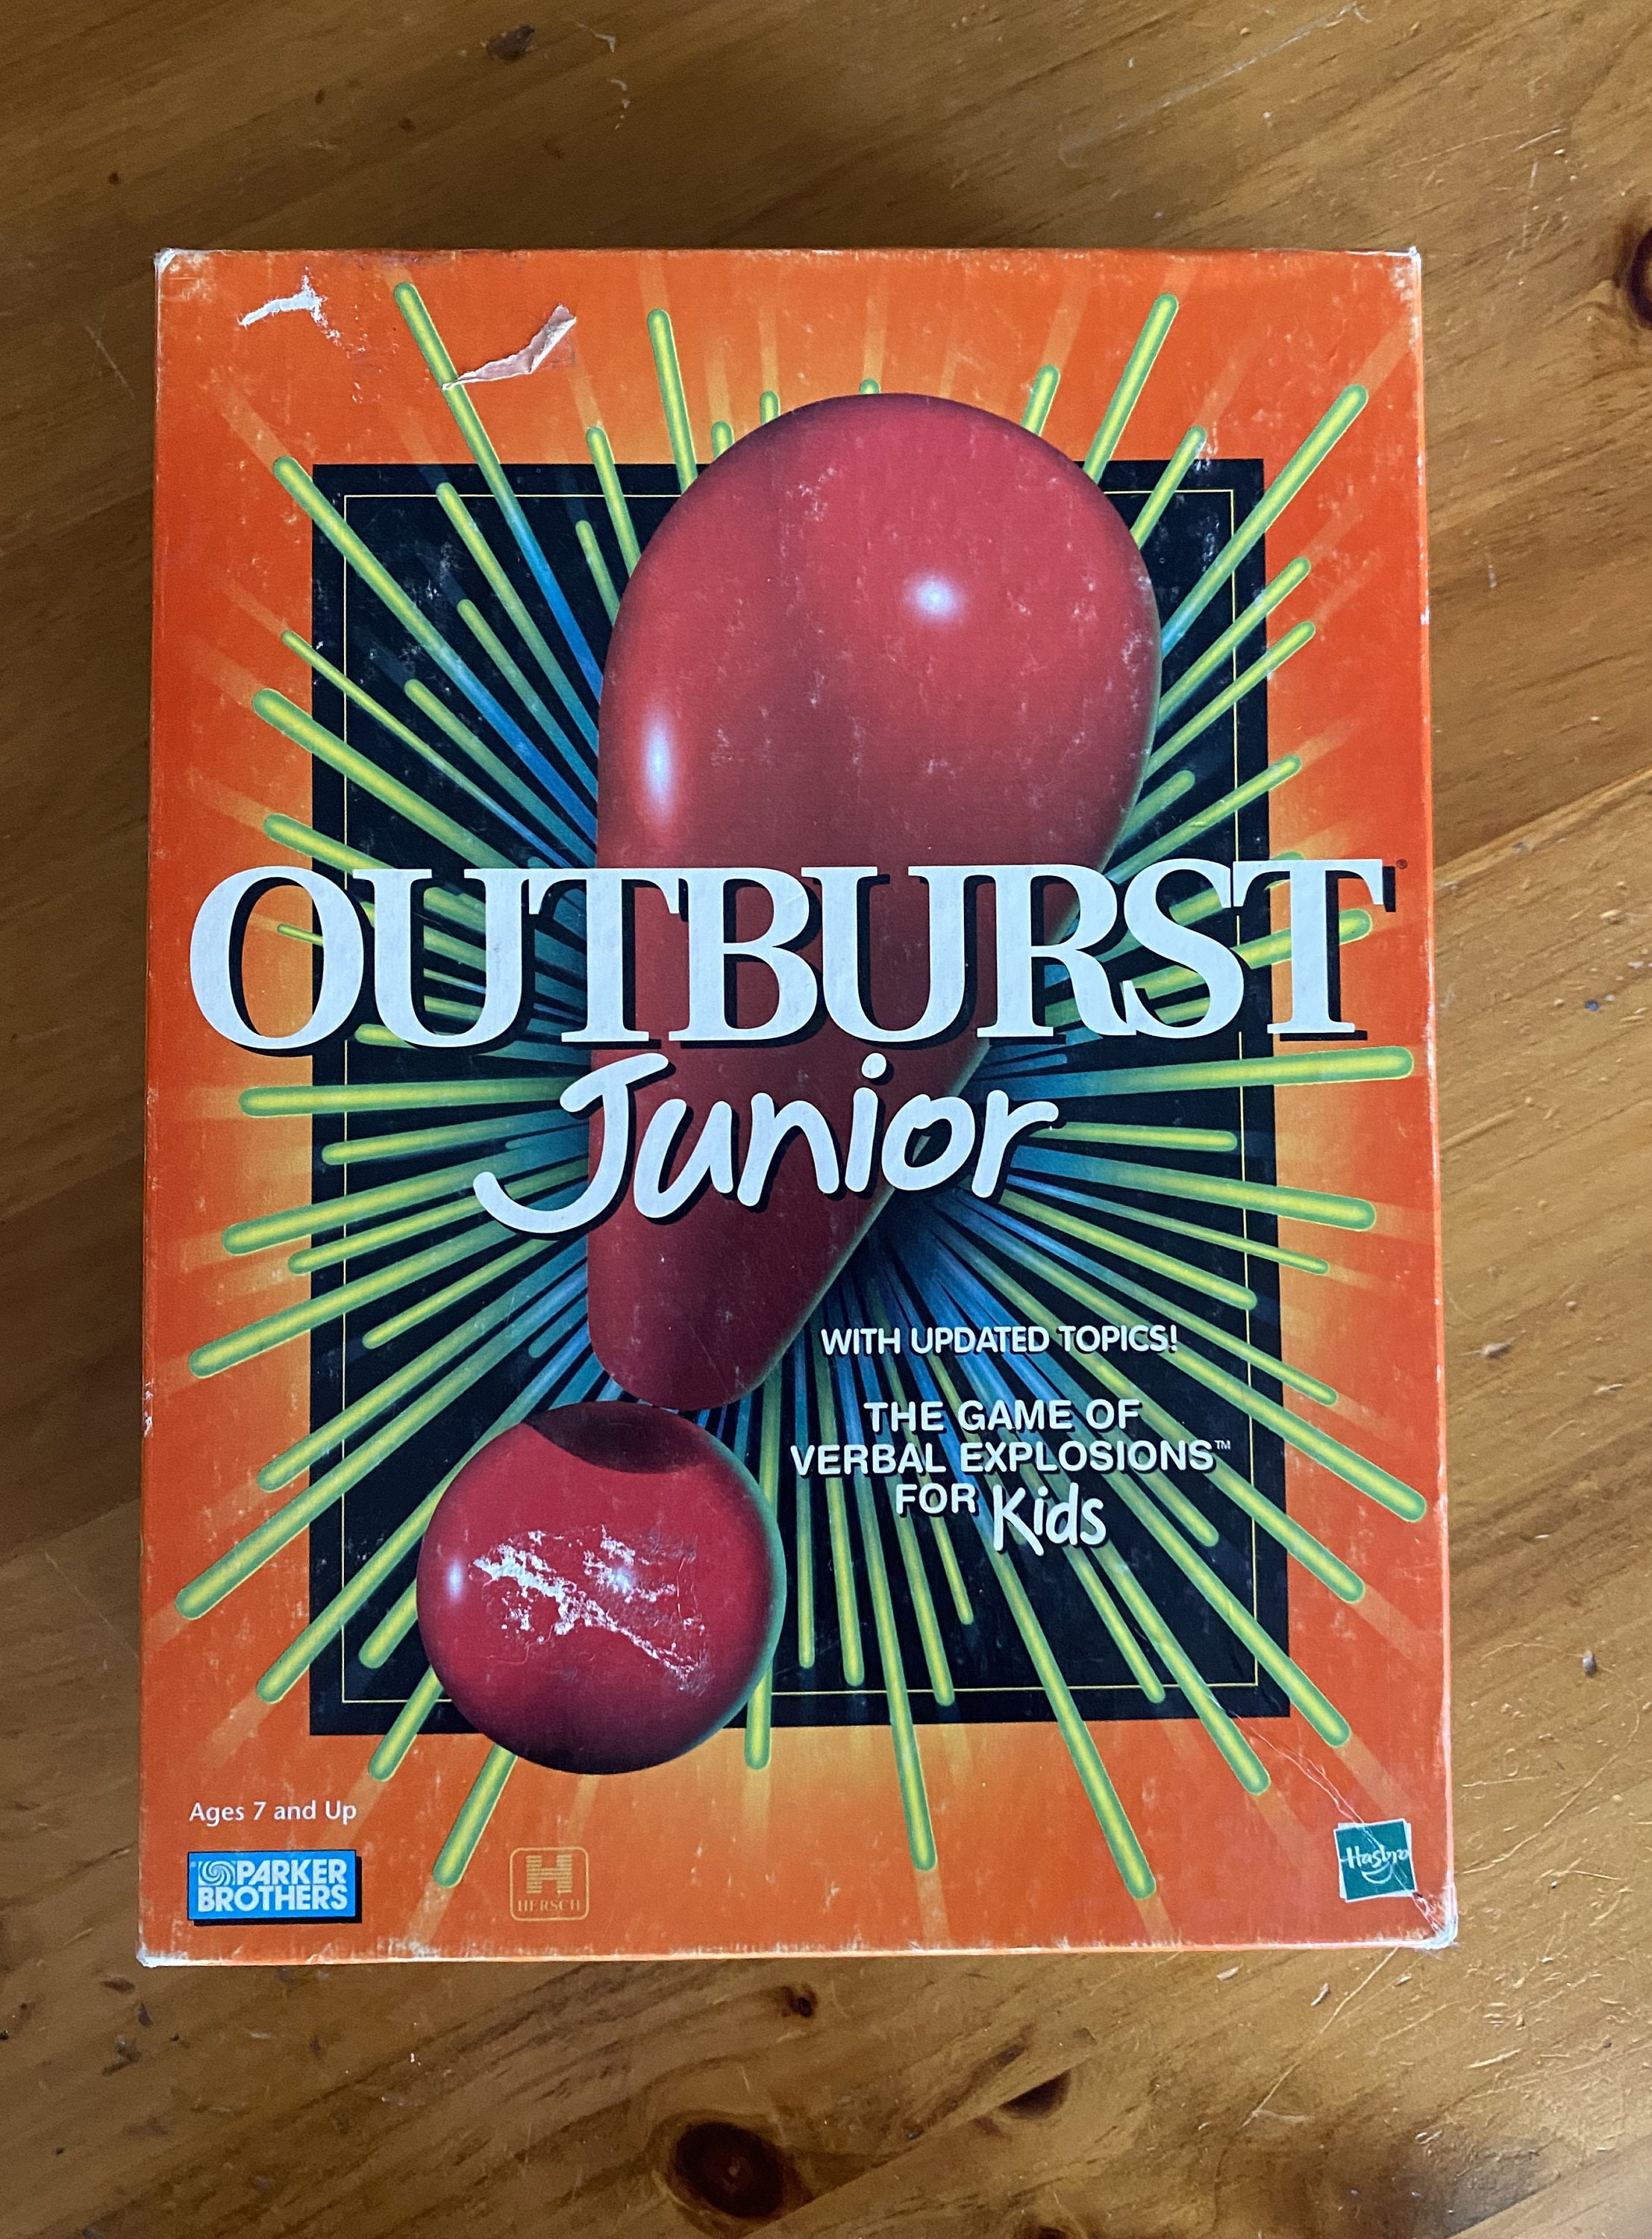 OUTBURST®
Junior
WITH UPDATED TOPICS!
THE GAME OF
VERBAL EXPLOSIONS™
FOR Kids
Ages 7 and Up
PARKER
BROTHERS
H
HERSCH
Hasbro